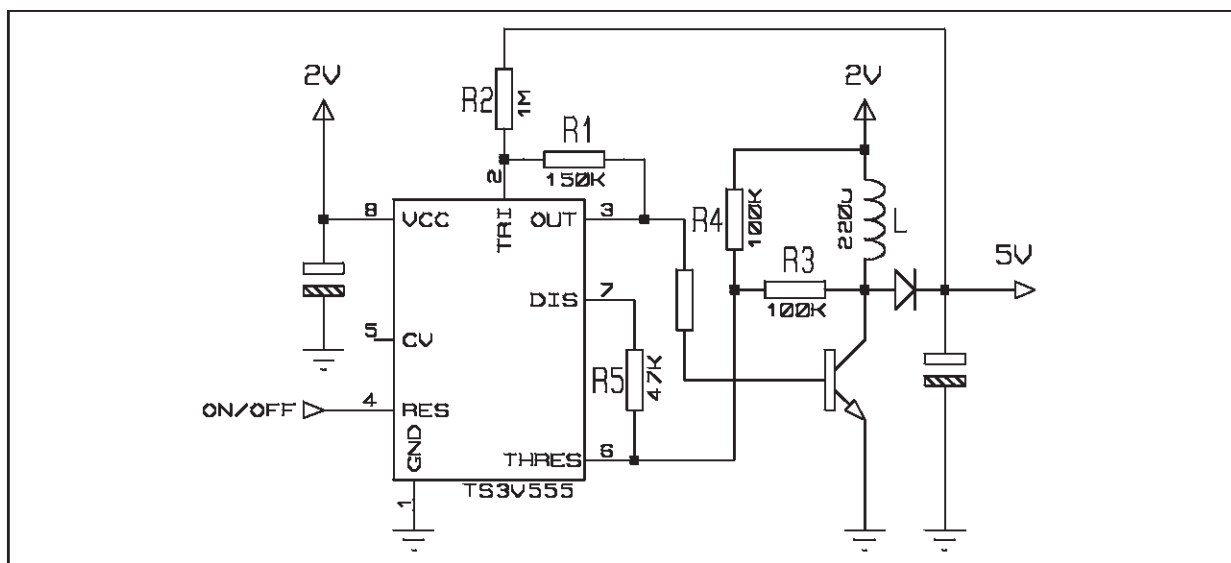 2V
R2
1M
R1
150K
2
8
VCC
TRI
OUT
3
R4
100K
2V
220u
L
R3
100K
5V
DIS
7
5
CV
R5
47K
ON/OFF
4
RES
GND
THRES
6
TS3V555
1